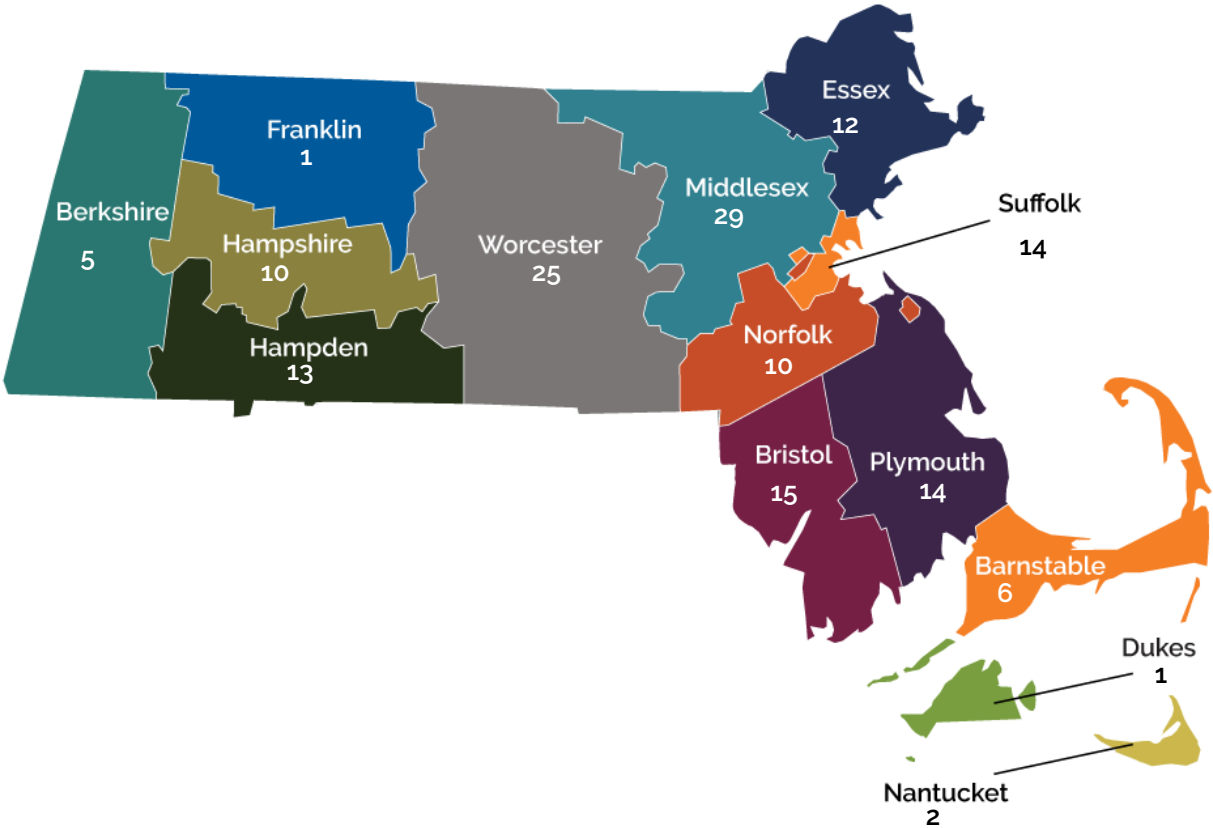 Essex
12
Franklin
1
Middlesex
29
Suffolk
14
Berkshire
5
Hampshire
10
Worcester
25
Norfolk
10
Hampden
13
Bristol
15
Plymouth
14
Barnstable
6
Dukes
1
Nantucket
2